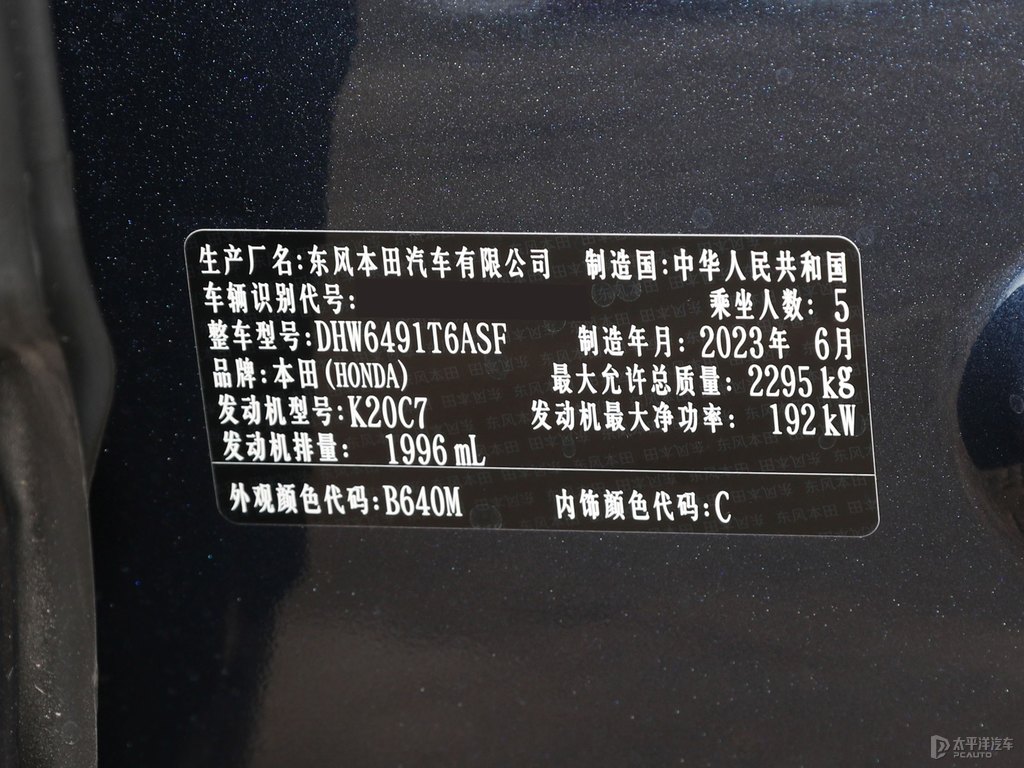 生产厂名:东风本田汽车有限公司 制造国:中华人民共和国
车辆识别代号: 乘坐人数: 5
整车型号:DHW6491T6ASF 制造年月: 2023年 6月
品牌:本田(HONDA) 最大允许总质量: 2295 kg
发动机型号:K20C7 发动机最大净功率: 192 kW
发动机排量: 1996 mL
外观颜色代码:B640M 内饰颜色代码:C
太平洋汽车
PCAUTO